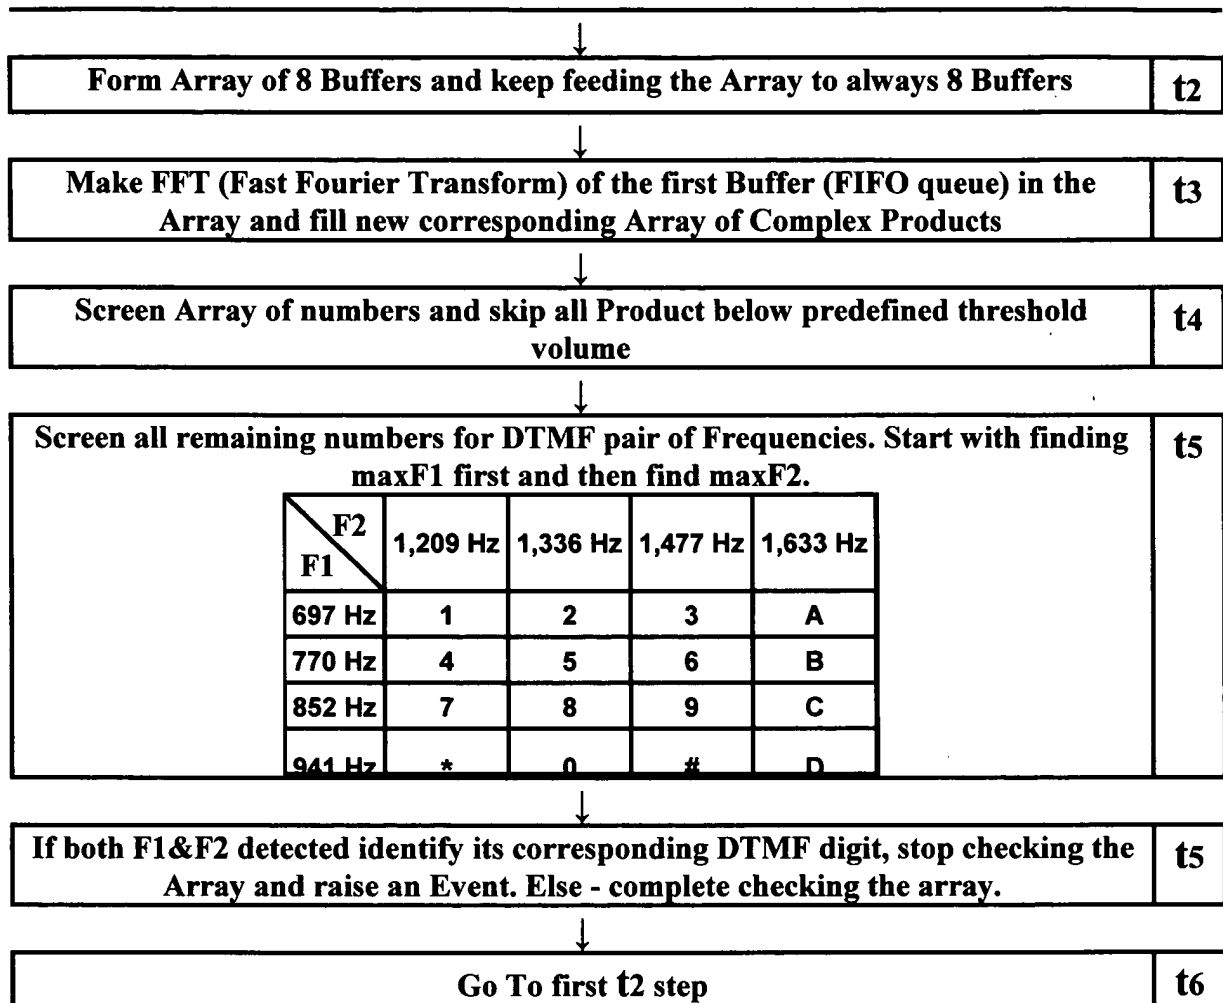 Form Array of 8 Buffers and keep feeding the Array to always 8 Buffers
t2
Make FFT (Fast Fourier Transform) of the first Buffer (FIFO queue) in the
Array and fill new corresponding Array of Complex Products
t3
Screen Array of numbers and skip all Product below predefined threshold
volume
t4
Screen all remaining numbers for DTMF pair of Frequencies. Start with finding
maxF1 first and then find maxF2.
t5
F2
F1
1,209 Hz 1,336 Hz 1,477 Hz 1,633 Hz
697 Hz 1 2 3 A
770 Hz 4 5 6 B
852 Hz 7 8 9 C
941 Hz * 0 # D
If both F1&F2 detected identify its corresponding DTMF digit, stop checking the
Array and raise an Event. Else - complete checking the array.
t5
Go To first t2 step
t6